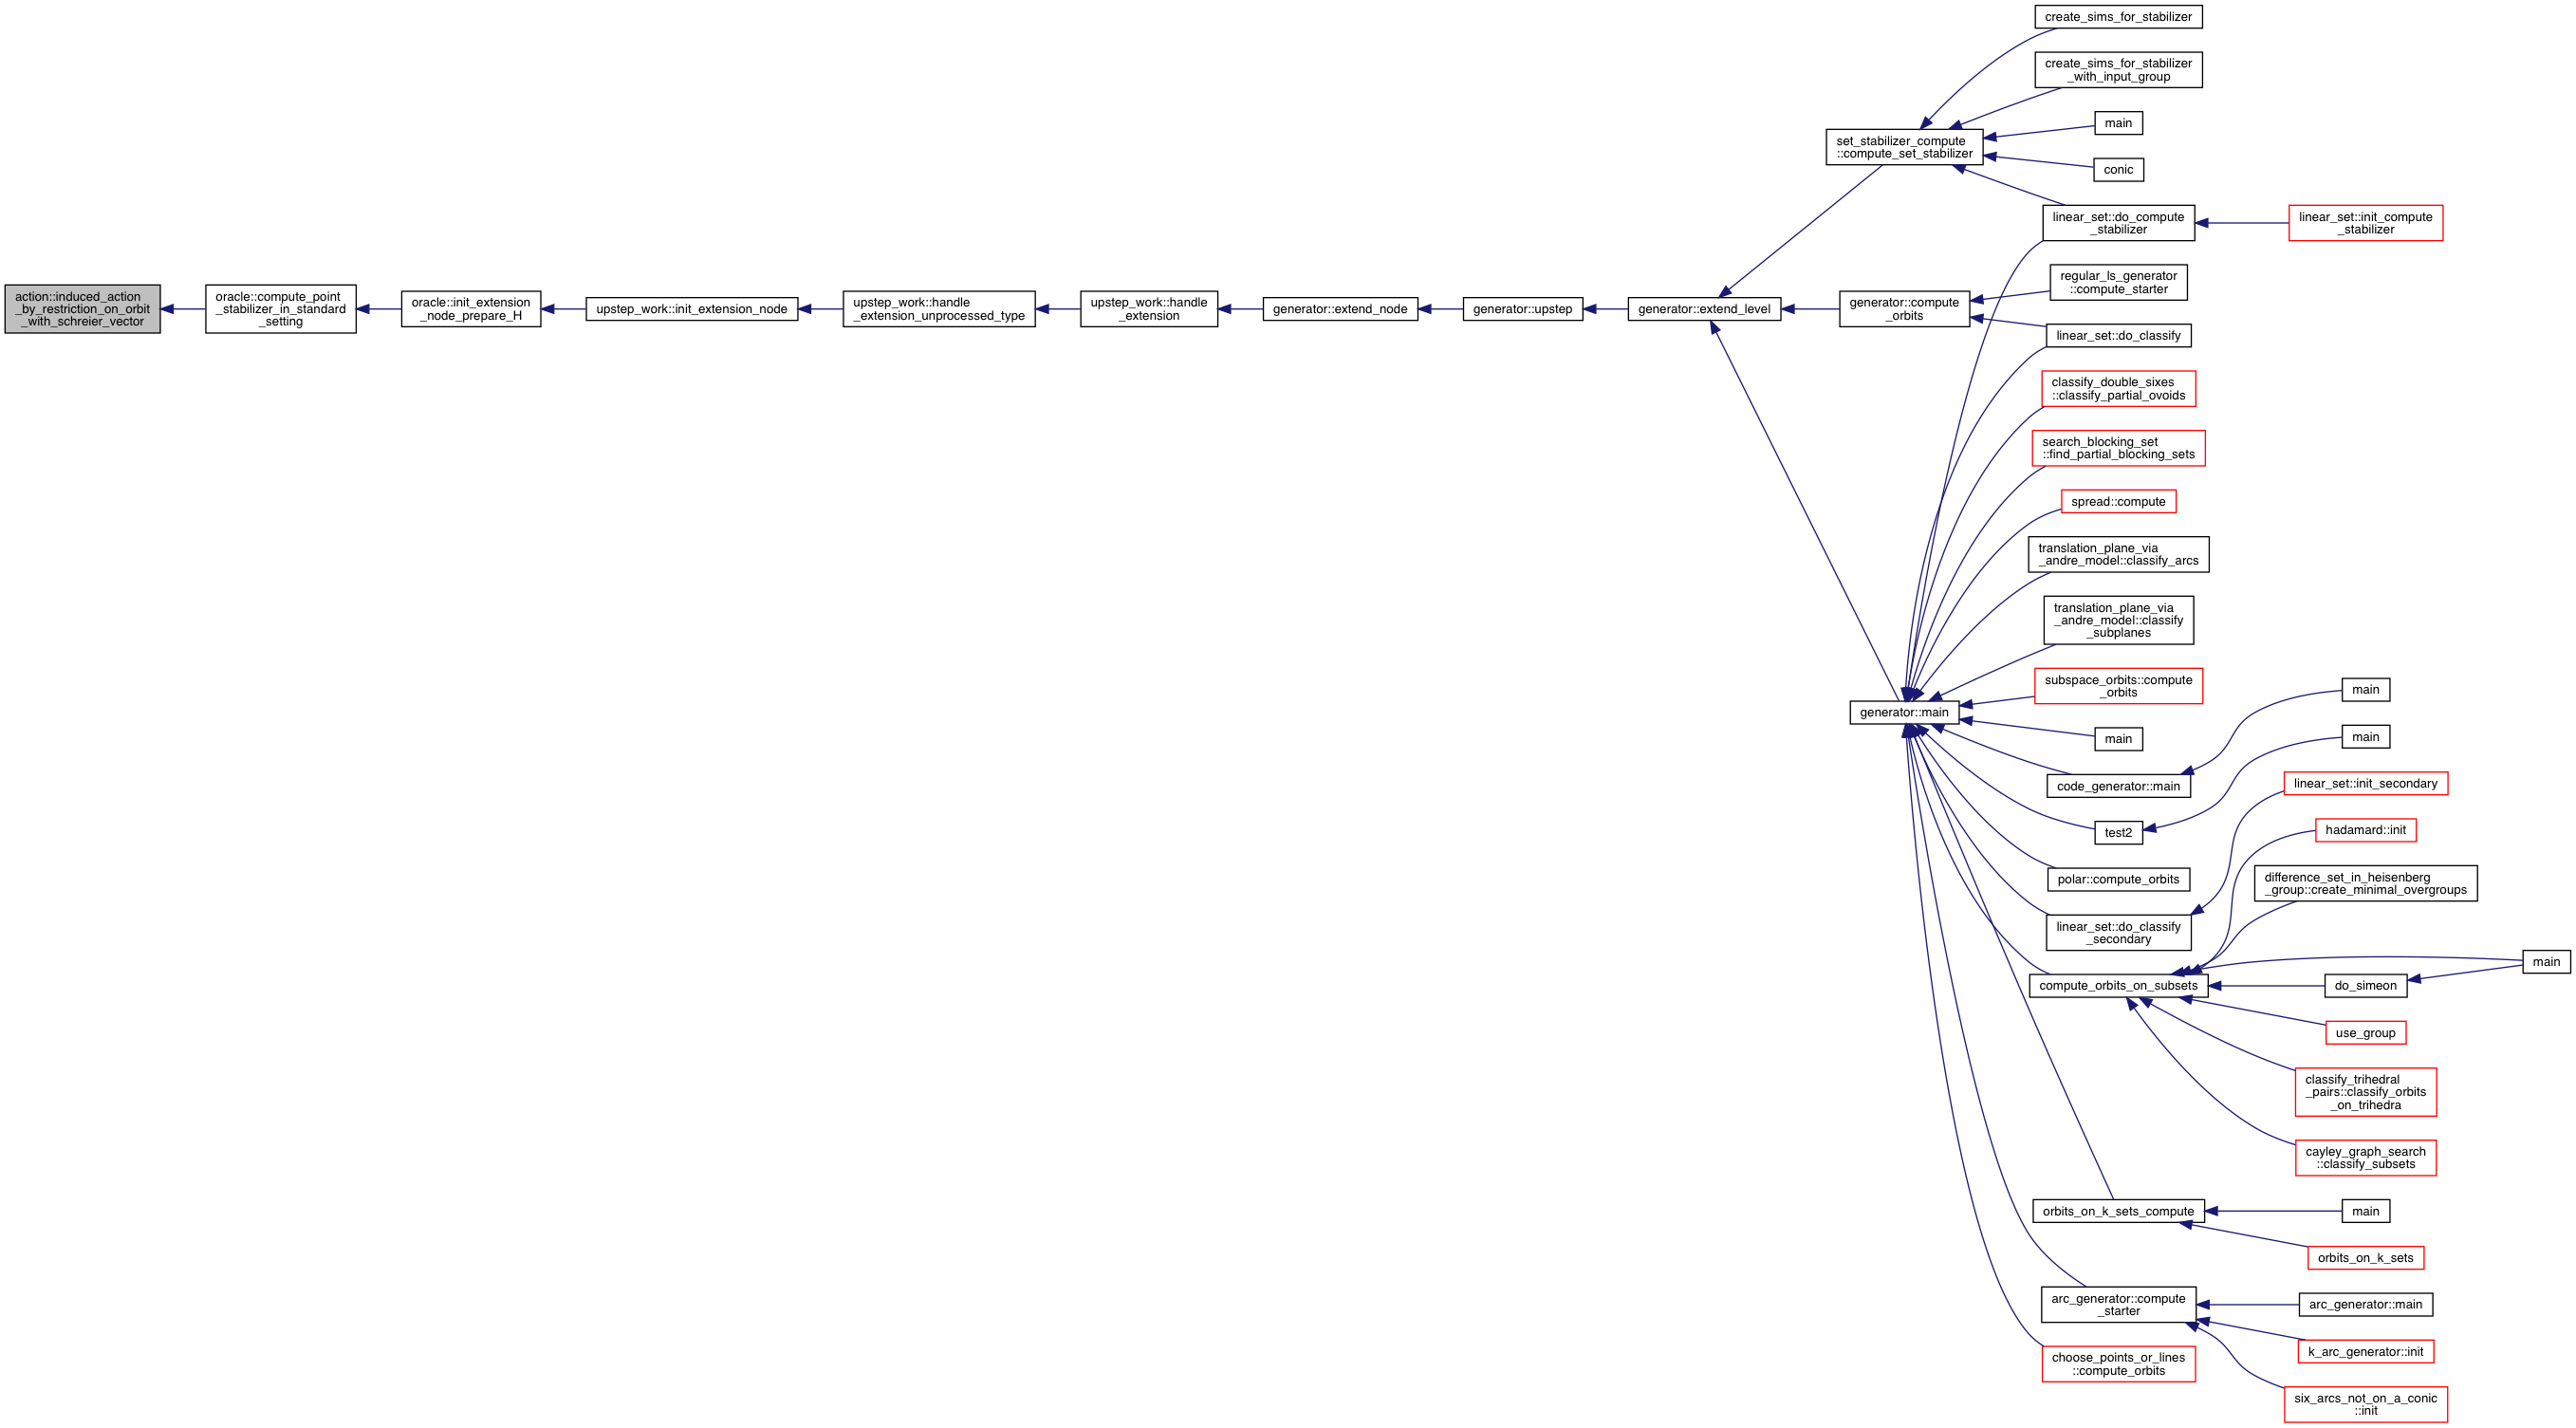 action::induced_action
_by_restriction_on_orbit
_with_schreier_vector
oracle::compute_point
_stabilizer_in_standard
_setting
oracle::init_extension
_node_prepare_H
upstep_work::init_extension_node
upstep_work::handle
_extension_unprocessed_type
upstep_work::handle
_extension
generator::extend_node
generator::upstep
generator::extend_level
set_stabilizer_compute
::compute_set_stabilizer
create_sims_for_stabilizer
create_sims_for_stabilizer
_with_input_group
main
conic
linear_set::do_compute
_stabilizer
linear_set::init_compute
_stabilizer
generator::compute
_orbits
regular_ls_generator
::compute_starter
linear_set::do_classify
generator::main
classify_double_sixes
::classify_partial_ovoids
search_blocking_set
::find_partial_blocking_sets
spread::compute
translation_plane_via
_andre_model::classify_arcs
translation_plane_via
_andre_model::classify
_subplanes
subspace_orbits::compute
_orbits
main
code_generator::main
main
test2
main
polar::compute_orbits
linear_set::do_classify
_secondary
linear_set::init_secondary
compute_orbits_on_subsets
hadamard::init
difference_set_in_heisenberg
_group::create_minimal_overgroups
main
do_simeon
use_group
classify_trihedral
_pairs::classify_orbits
_on_trihedra
cayley_graph_search
::classify_subsets
orbits_on_k_sets_compute
main
orbits_on_k_sets
arc_generator::compute
_starter
arc_generator::main
k_arc_generator::init
six_arcs_not_on_a_conic
::init
choose_points_or_lines
::compute_orbits